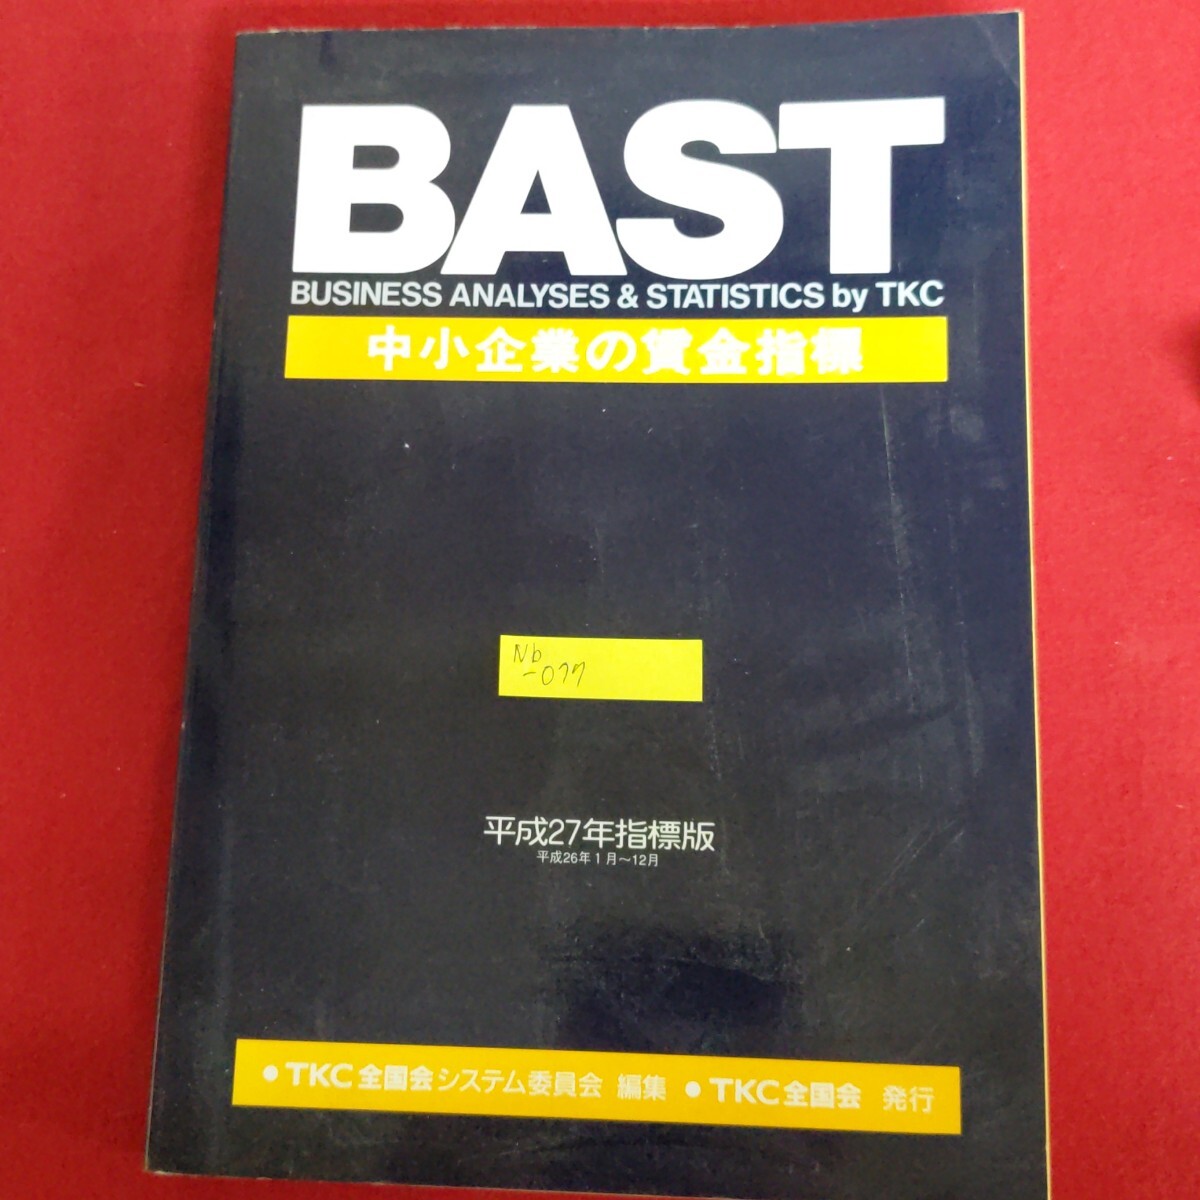 BAST
BUSINESS ANALYSES & STATISTICS by TKC
中小企業の賃金指標
Nb
-077
平成27年指標版
平成26年1月～12月
●TKC全国会システム委員会 編集 ●TKC全国会 発行